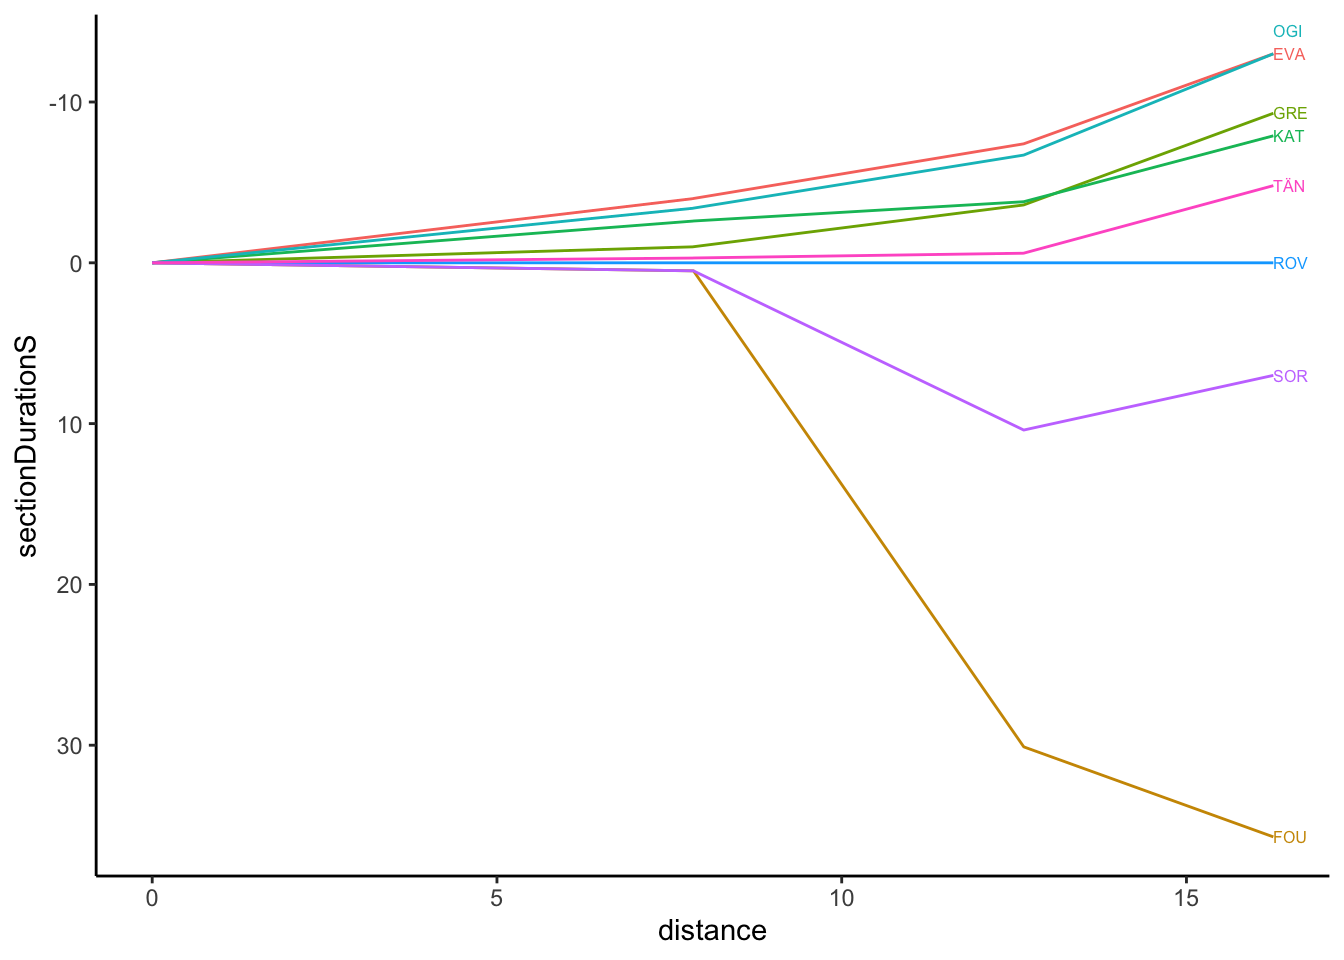 OGI
EVA
-10
GRE
KAT
TÄN
0
ROV
SOR
10
20
30
FOU
0 5 10 15
distance
sectionDurationS